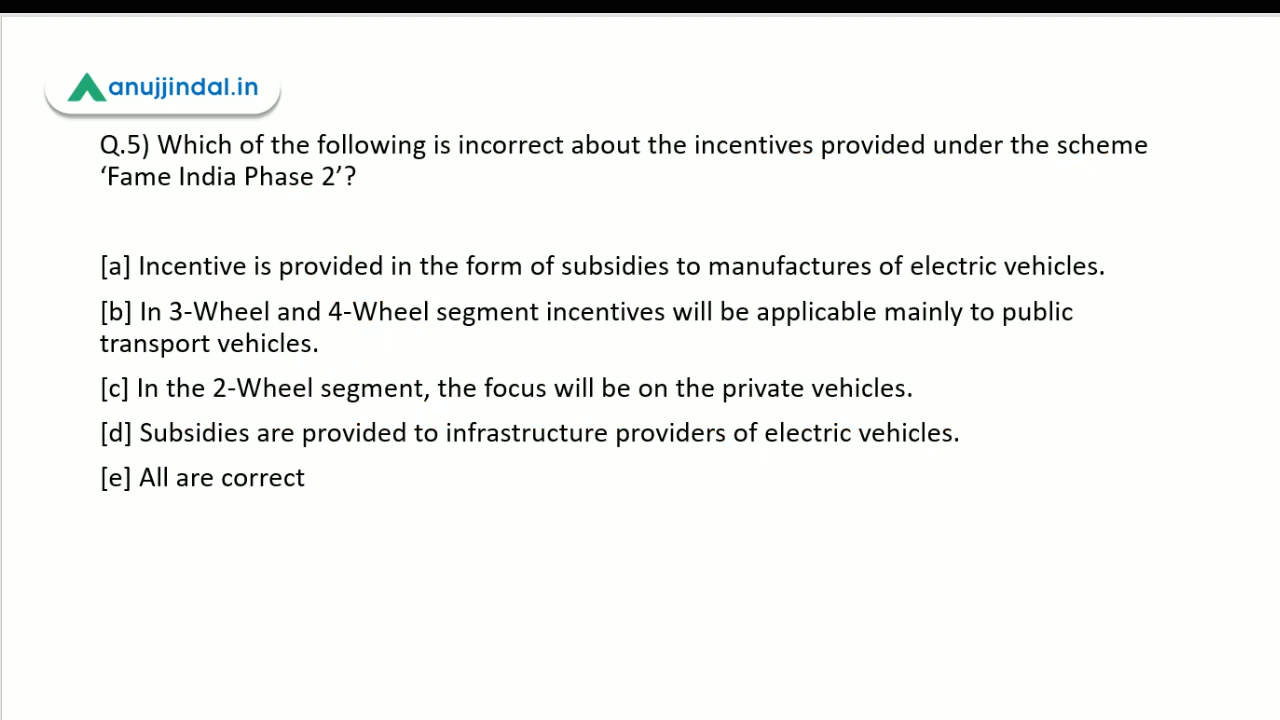 anujjindal.in
Q.5) Which of the following is incorrect about the incentives provided under the scheme
‘Fame India Phase 2’?
[a] Incentive is provided in the form of subsidies to manufactures of electric vehicles.
[b] In 3-Wheel and 4-Wheel segment incentives will be applicable mainly to public
transport vehicles.
[c] In the 2-Wheel segment, the focus will be on the private vehicles.
[d] Subsidies are provided to infrastructure providers of electric vehicles.
[e] All are correct